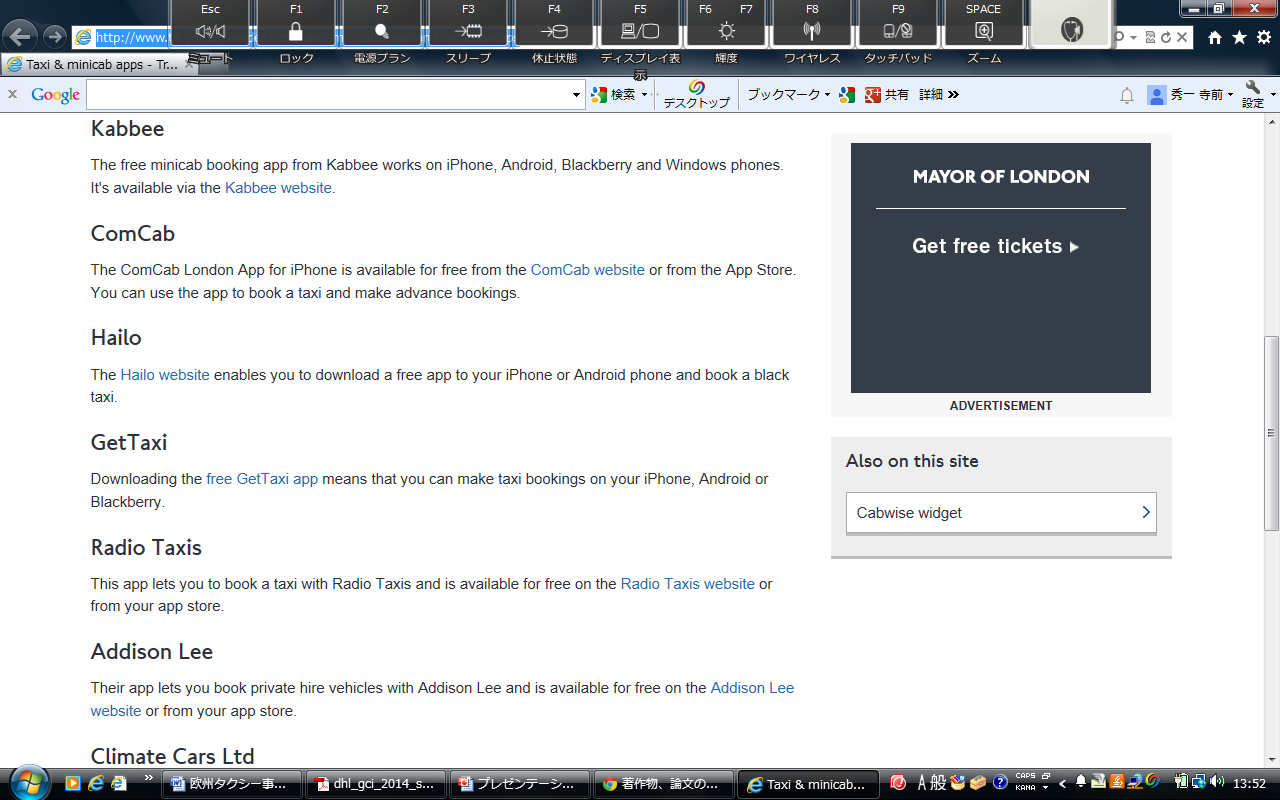 Esc F1 F2 F3 F4 F5 F6 F7 F8 F9 SPACE
ミュート ロック 電源プラン スリープ 休止状態 ディスプレイ表示 輝度 ワイヤレス タッチパッド ズーム
http://www.t
Taxi & minicab apps - Tr...
Google 検索 デスクトップ ブックマーク 共有 詳細 秀一 寺前 設定
Kabbee
The free minicab booking app from Kabbee works on iPhone, Android, Blackberry and Windows phones.
It's available via the Kabbee website.
ComCab
The ComCab London App for iPhone is available for free from the ComCab website or from the App Store.
You can use the app to book a taxi and make advance bookings.
Hailo
The Hailo website enables you to download a free app to your iPhone or Android phone and book a black
taxi.
GetTaxi
Downloading the free GetTaxi app means that you can make taxi bookings on your iPhone, Android or
Blackberry.
Radio Taxis
This app lets you to book a taxi with Radio Taxis and is available for free on the Radio Taxis website or
from your app store.
Addison Lee
Their app lets you book private hire vehicles with Addison Lee and is available for free on the Addison Lee
website or from your app store.
Climate Cars Ltd
MAYOR OF LONDON
Get free tickets
ADVERTISEMENT
Also on this site
Cabwise widget
欧州タクシー事... dhl_gci_2014_s... プレゼンテーシ... 著作物、論文の... Taxi & minicab... A 般 CAPS KANA 13:52